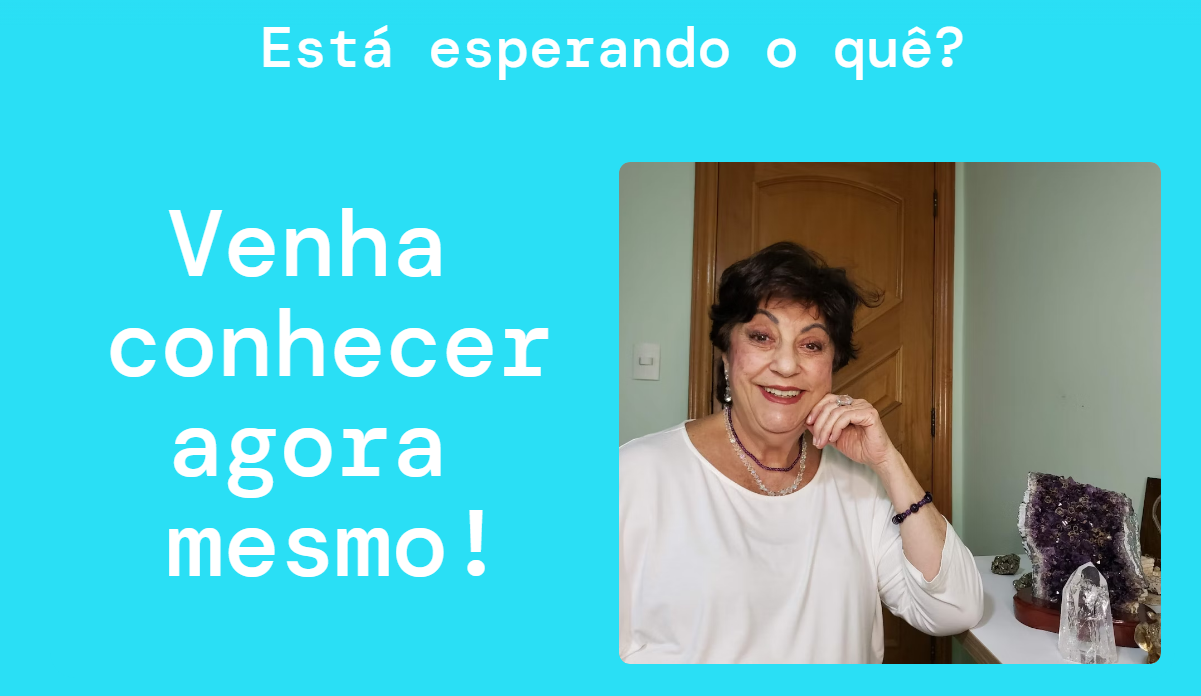 Está esperando o quê?
Venha
conhecer
agora
mesmo!